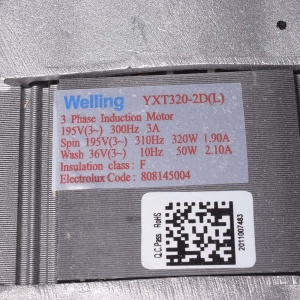 Welling YXT320-2D(L)
3 Phase Induction Motor
195V(3~) 300Hz 3A
Spin 195V(3~) 310Hz 320W 1.90A
Wash 36V(3~) 10Hz 50W 2.10A
Insulation class: F
Electrolux Code: 808145004
Q.C.Pass RoHS
2011007483